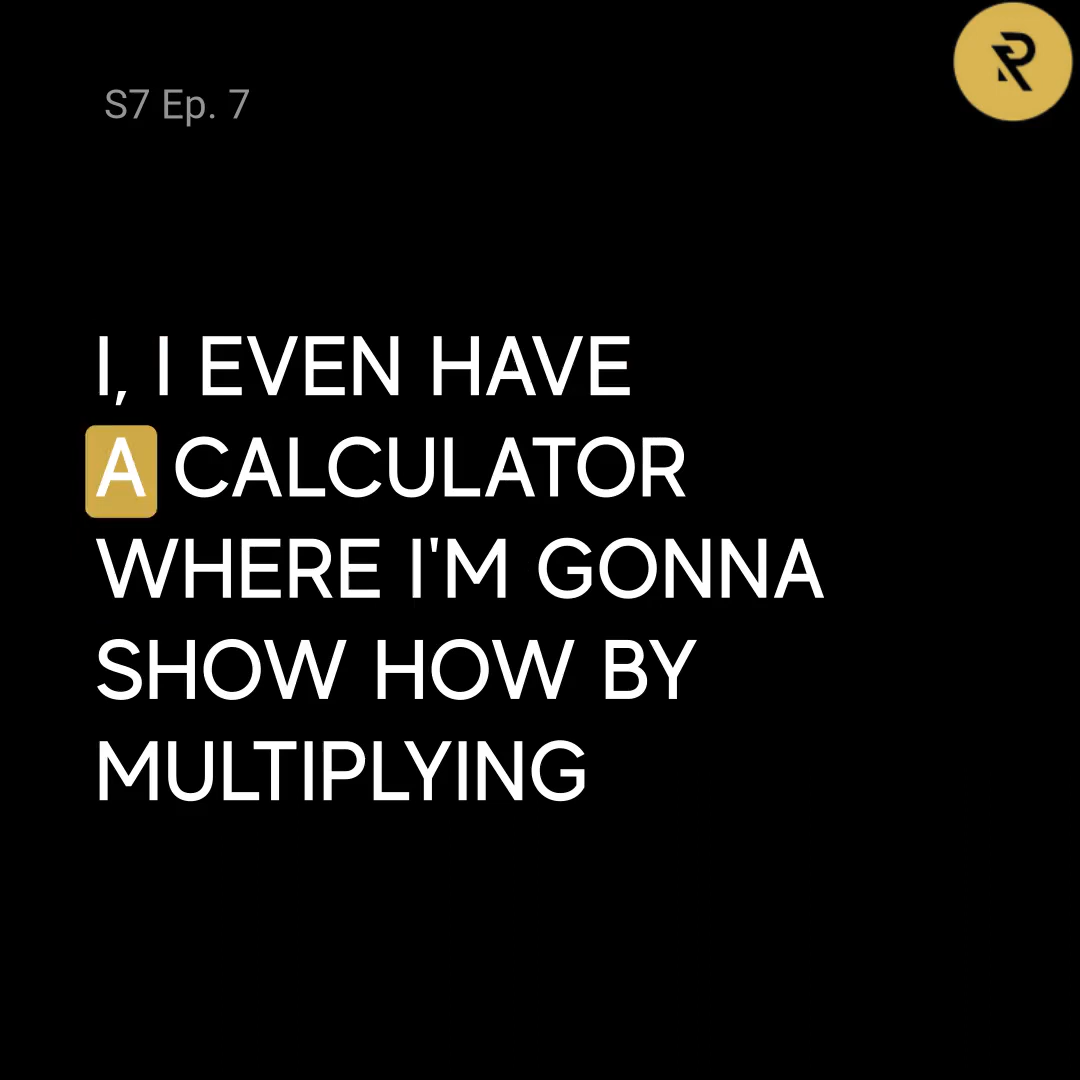 S7 Ep. 7
I, I EVEN HAVE
A CALCULATOR
WHERE I'M GONNA
SHOW HOW BY
MULTIPLYING